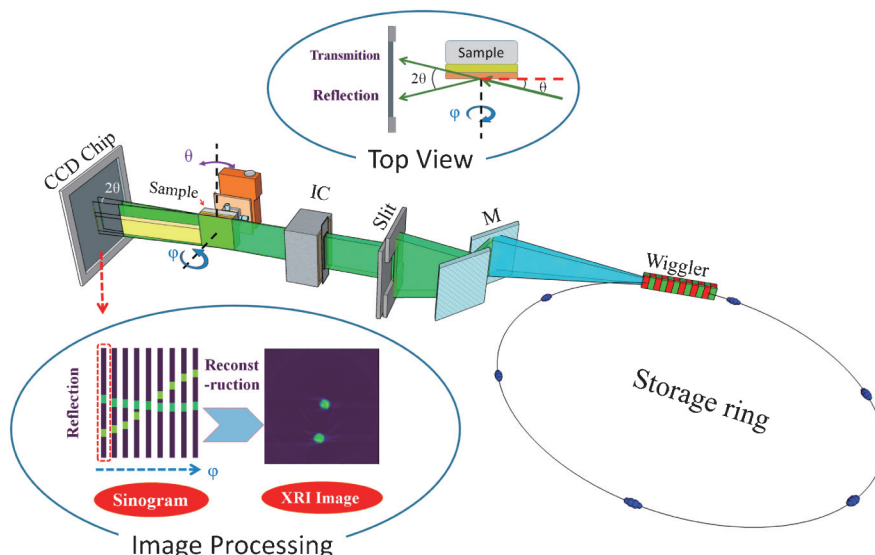 Transmition
Sample
2θ
Reflection
θ
φ
Top View
CCD Chip
2θ
θ
Sample
φ
IC
Slit
M
Wiggler
Storage ring
Reflection
Reconst
-ruction
φ
Sinogram
XRI Image
Image Processing